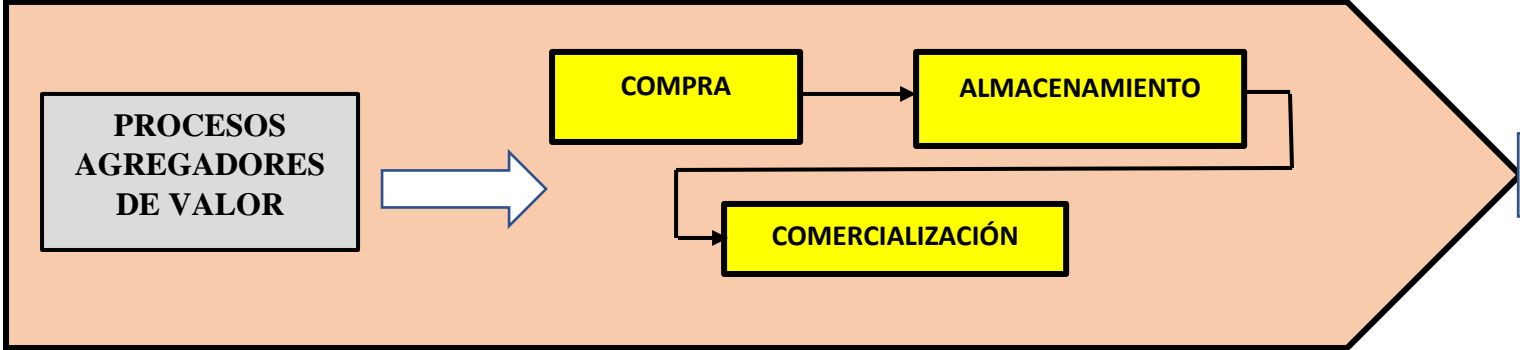 PROCESOS
AGREGADORES
DE VALOR
COMPRA
ALMACENAMIENTO
COMERCIALIZACIÓN